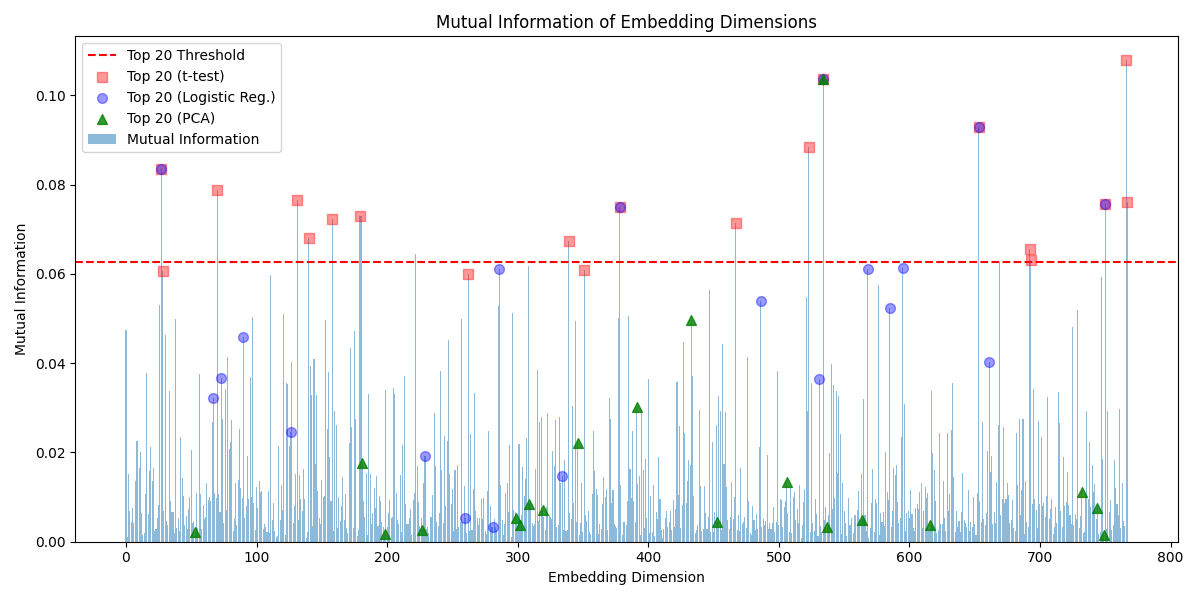 Mutual Information of Embedding Dimensions
Top 20 Threshold
Top 20 (t-test)
Top 20 (Logistic Reg.)
Top 20 (PCA)
Mutual Information
Mutual Information
0.10
0.08
0.06
0.04
0.02
0.00
0 100 200 300 400 500 600 700 800
Embedding Dimension